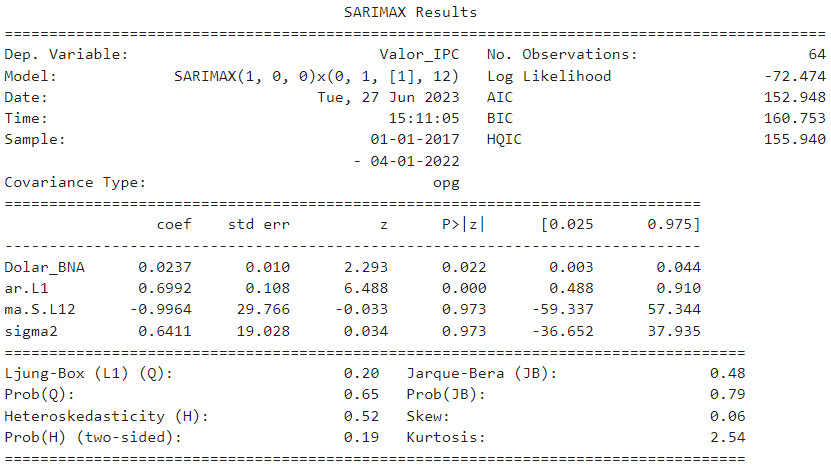 SARIMAX Results
==============================================================================================
Dep. Variable: Valor_IPC No. Observations: 64
Model: SARIMAX(1, 0, 0)x(0, 1, [1], 12) Log Likelihood -72.474
Date: Tue, 27 Jun 2023 AIC 152.948
Time: 15:11:05 BIC 160.753
Sample: 01-01-2017 HQIC 155.940
- 04-01-2022
Covariance Type: opg
==============================================================================
coef std err z P>|z| [0.025 0.975]
------------------------------------------------------------------------------
Dolar_BNA 0.0237 0.010 2.293 0.022 0.003 0.044
ar.L1 0.6992 0.108 6.488 0.000 0.488 0.910
ma.S.L12 -0.9964 29.766 -0.033 0.973 -59.337 57.344
sigma2 0.6411 19.028 0.034 0.973 -36.652 37.935
===================================================================================
Ljung-Box (L1) (Q): 0.20 Jarque-Bera (JB): 0.48
Prob(Q): 0.65 Prob(JB): 0.79
Heteroskedasticity (H): 0.52 Skew: 0.06
Prob(H) (two-sided): 0.19 Kurtosis: 2.54
===================================================================================